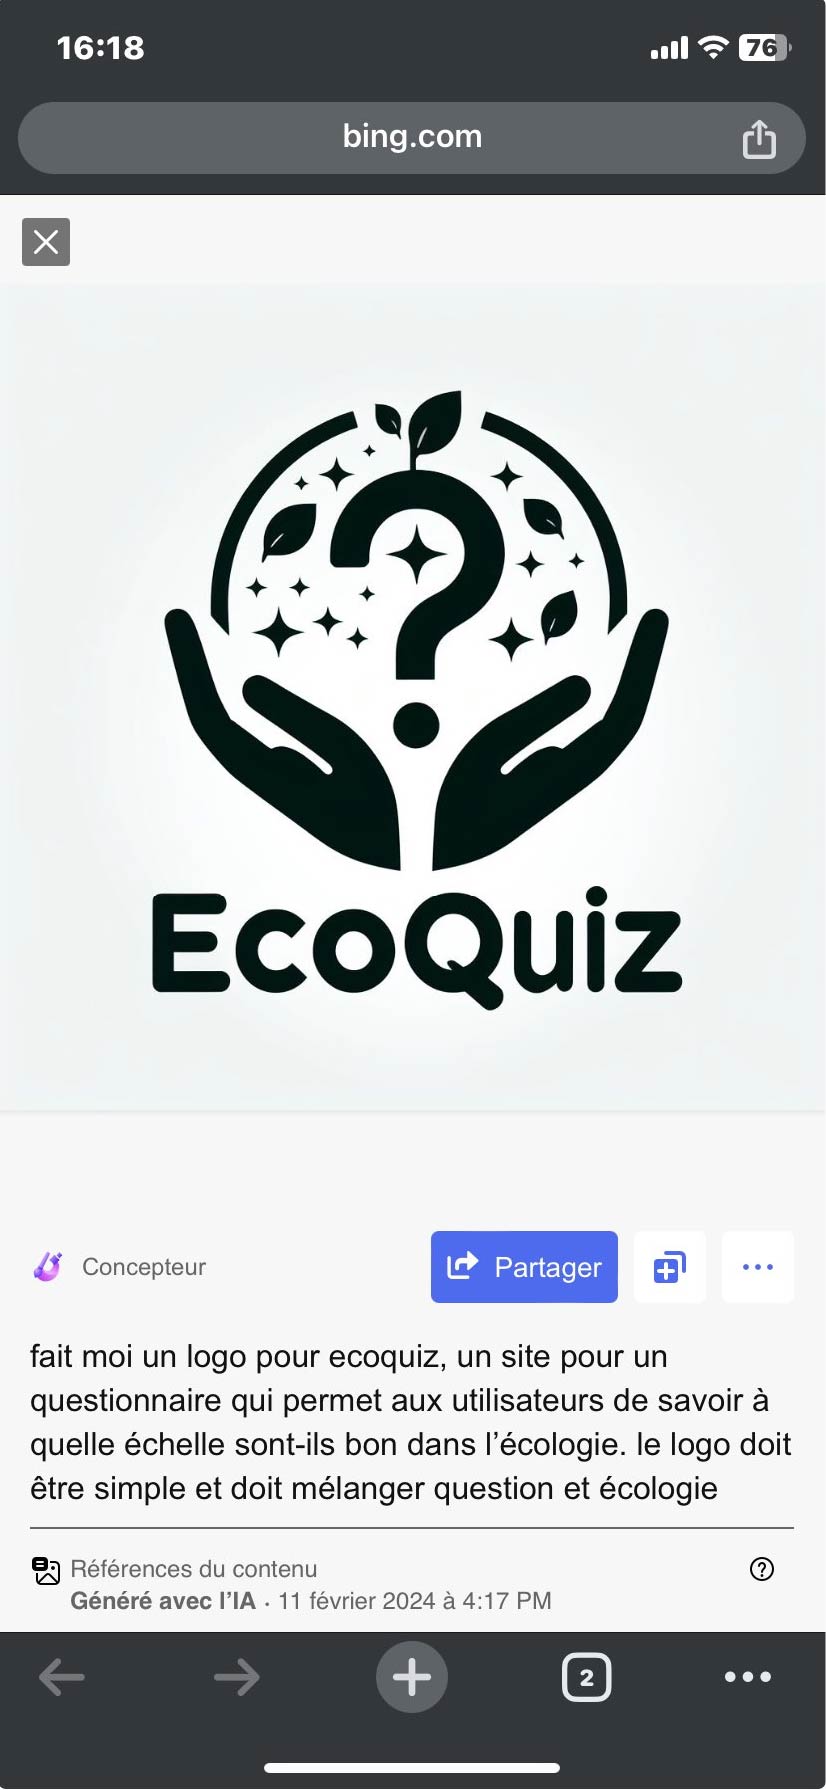 16:18
76
bing.com
EcoQuiz
Concepteur
Partager
fait moi un logo pour ecoquiz, un site pour un
questionnaire qui permet aux utilisateurs de savoir à
quelle échelle sont-ils bon dans l’écologie. le logo doit
être simple et doit mélanger question et écologie
Références du contenu
Généré avec l’IA · 11 février 2024 à 4:17 PM
2